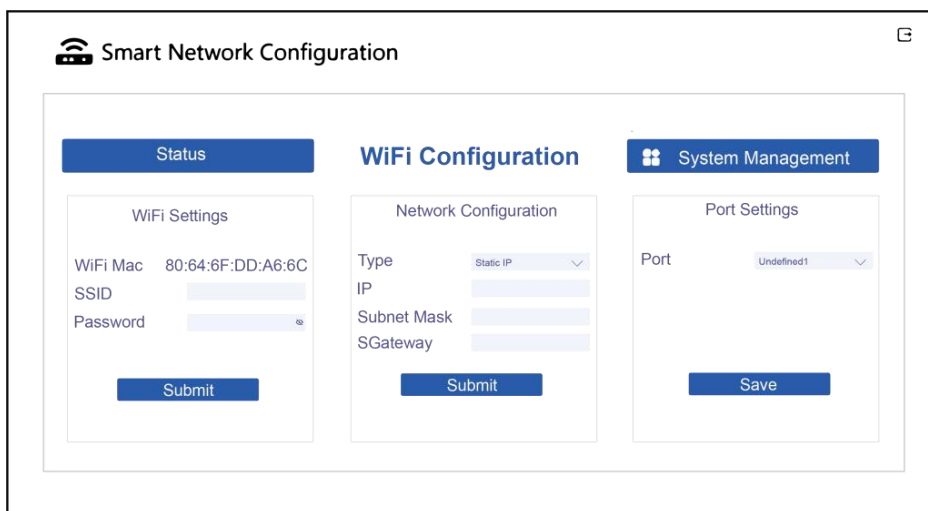 Smart Network Configuration
Status
WiFi Configuration
System Management
WiFi Settings
WiFi Mac 80:64:6F:DD:A6:6C
SSID
Password
Submit
Network Configuration
Type Static IP
IP
Subnet Mask
SGateway
Submit
Port Settings
Port Undefined1
Save